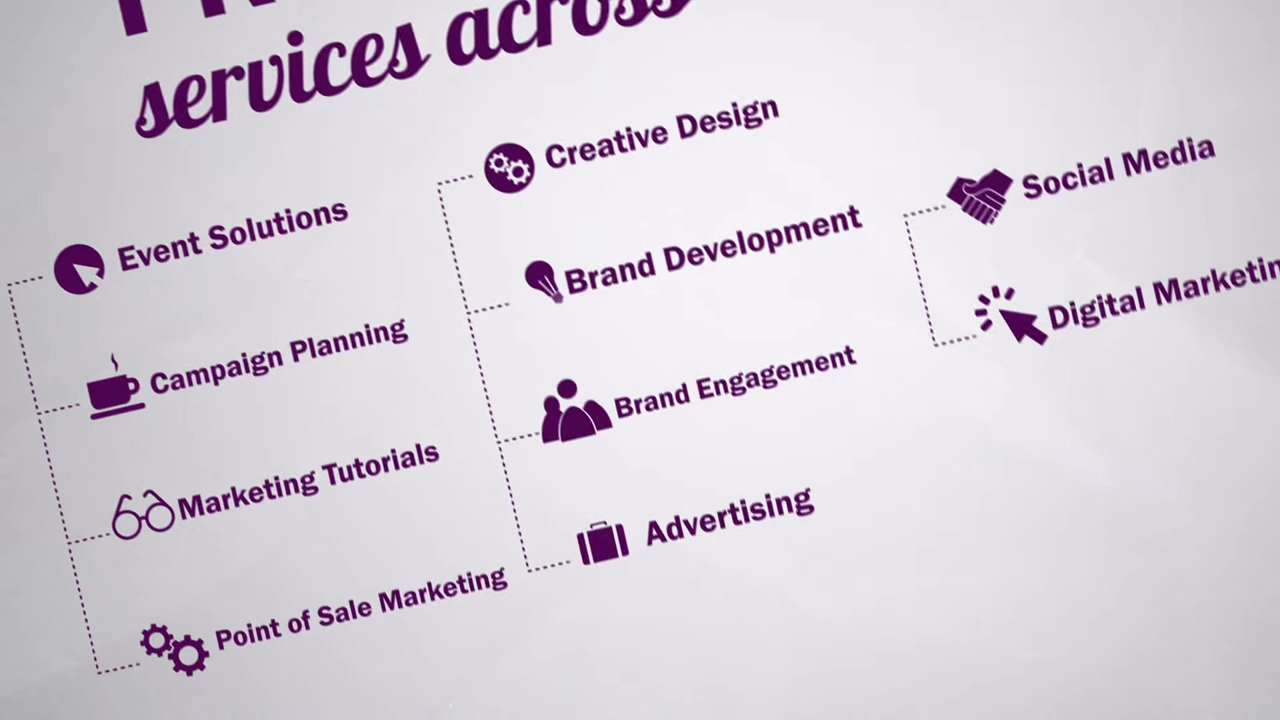 services across
Event Solutions
Campaign Planning
Marketing Tutorials
Point of Sale Marketing
Creative Design
Brand Development
Brand Engagement
Advertising
Social Media
Digital